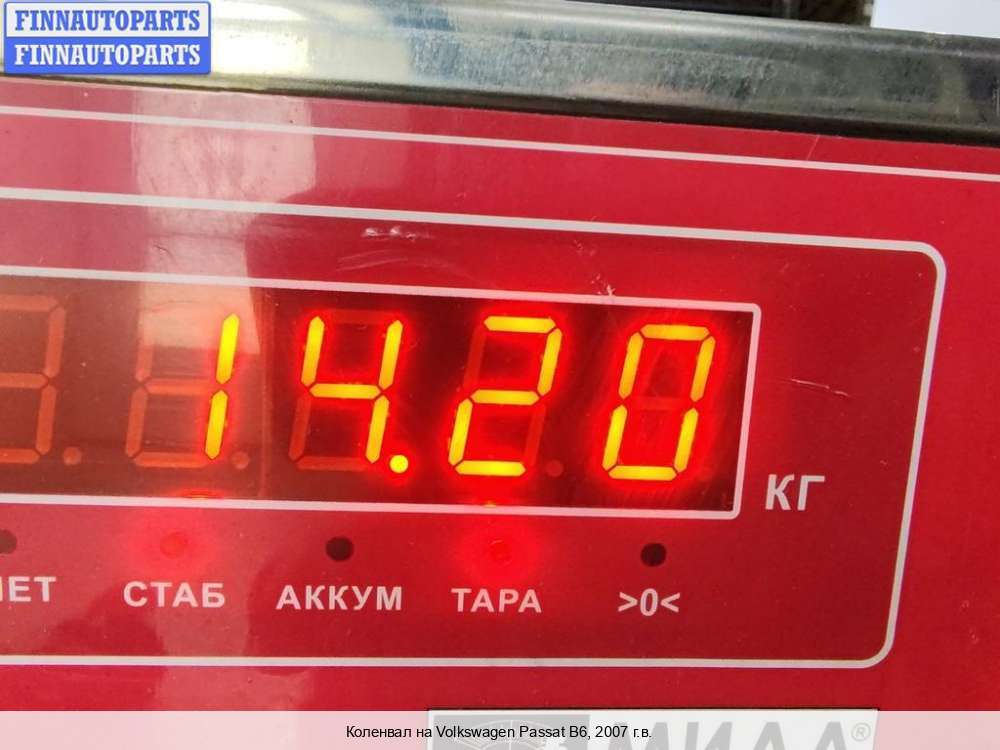 FINNAUTOPARTS
FINNAUTOPARTS
14.20
КГ
СТАБ
АККУМ
ТАРА
>0<
Коленвал на Volkswagen Passat B6, 2007 г.в.